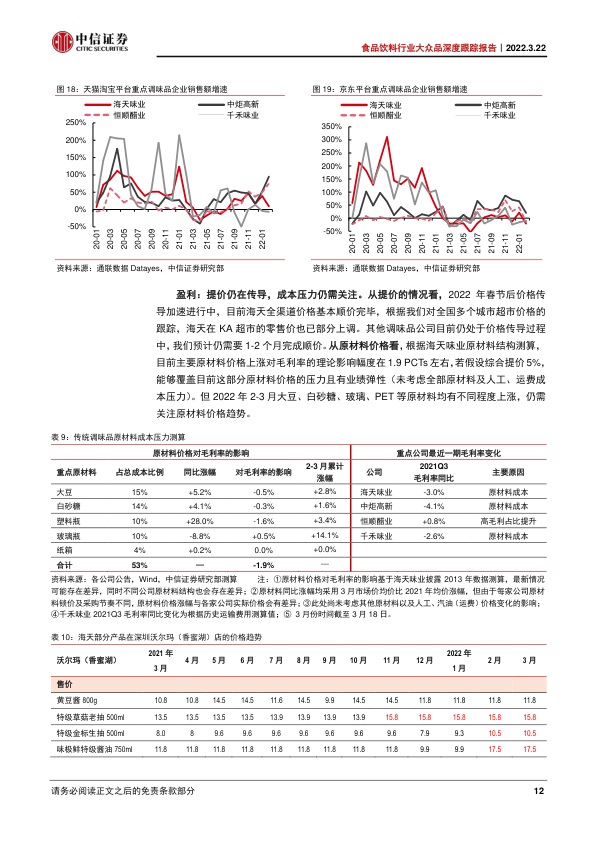 中信证券
CITIC SECURITIES
食品饮料行业大众品深度跟踪报告｜2022.3.22
图 18：天猫淘宝平台重点调味品企业销售额增速
海天味业 中炬高新
恒顺醋业 千禾味业
250%
200%
150%
100%
50%
0%
-50%
20-01 20-03 20-05 20-07 20-09 20-11 21-01 21-03 21-05 21-07 21-09 21-11 22-01
资料来源：通联数据 Datayes，中信证券研究部
图 19：京东平台重点调味品企业销售额增速
海天味业 中炬高新
恒顺醋业 千禾味业
350%
300%
250%
200%
150%
100%
50%
0%
-50%
20-01 20-03 20-05 20-07 20-09 20-11 21-01 21-03 21-05 21-07 21-09 21-11 22-01
资料来源：通联数据 Datayes，中信证券研究部
盈利：提价仍在传导，成本压力仍需关注。从提价的情况看，2022 年春节后价格传
导加速进行中，目前海天全渠道价格基本顺价完毕，根据我们对全国多个城市超市价格的
跟踪，海天在 KA 超市的零售价也已部分上调。其他调味品公司目前仍处于价格传导过程
中，我们预计仍需要 1-2 个月完成顺价。从原材料价格看，根据海天味业原材料结构测算，
目前主要原材料价格上涨对毛利率的理论影响幅度在 1.9 PCTs 左右，若假设综合提价 5%，
能够覆盖目前这部分原材料价格的压力且有业绩弹性（未考虑全部原材料及人工、运费成
本压力）。但 2022 年 2-3 月大豆、白砂糖、玻璃、PET 等原材料均有不同程度上涨，仍需
关注原材料价格趋势。
表 9：传统调味品原材料成本压力测算
原材料价格对毛利率的影响 重点公司最近一期毛利率变化
重点原材料 占总成本比例 同比涨幅 对毛利率的影响 2-3 月累计涨幅 公司 2021Q3 毛利率同比 主要原因
大豆 15% +5.2% -0.5% +2.8% 海天味业 -3.0% 原材料成本
白砂糖 14% +4.1% -0.3% +1.6% 中炬高新 -4.1% 原材料成本
塑料瓶 10% +28.0% -1.6% +3.4% 恒顺醋业 +0.8% 高毛利占比提升
玻璃瓶 10% -8.8% +0.5% +14.1% 千禾味业 -2.6% 原材料成本
纸箱 4% +0.2% 0.0% +0.0%
合计 53% — -1.9% —
资料来源：各公司公告，Wind，中信证券研究部测算 注：①原材料价格对毛利率的影响基于海天味业披露 2013 年数据测算，最新情况
可能存在差异，同时不同公司原材料结构也会存在差异；②原材料同比涨幅均采用 3 月市场价均价比 2021 年均价涨幅，但由于每家公司原材
料锁价及采购节奏不同，原材料价格涨幅与各家公司实际价格会有差异；③此处尚未考虑其他原材料以及人工、汽油（运费）价格变化的影响；
④千禾味业 2021Q3 毛利率同比变化为根据历史运输费用测算值；⑤ 3 月份时间截至 3 月 18 日。
表 10：海天部分产品在深圳沃尔玛（香蜜湖）店的价格趋势
沃尔玛（香蜜湖） 2021 年 3 月 4 月 5 月 6 月 7 月 8 月 9 月 10 月 11 月 12 月 2022 年 1 月 2 月 3 月
售价
黄豆酱 800g 10.8 10.8 14.5 14.5 11.6 14.5 9.9 14.5 14.5 11.8 11.8 11.8 11.8
特级草菇老抽 500ml 13.5 13.5 13.5 13.5 13.9 13.9 13.9 13.9 15.8 15.8 15.8 15.8 15.8
特级金标生抽 500ml 8.0 8 9.6 9.6 9.6 9.6 9.6 9.6 9.6 7.9 9.3 10.5 10.5
味极鲜特级酱油 750ml 11.8 11.8 11.8 11.8 11.8 11.8 11.8 11.8 11.8 9.9 9.9 17.5 17.5
请务必阅读正文之后的免责条款部分 12